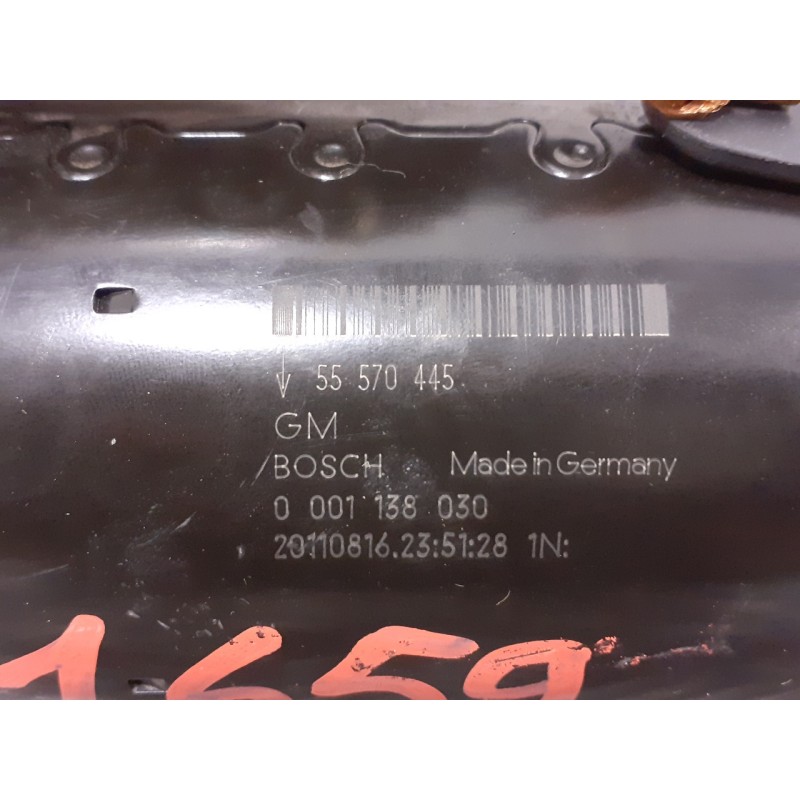 ↓ 55 570 445
GM
/BOSCH Made in Germany
0 001 138 030
20110816.23:51:28 1N:
1659